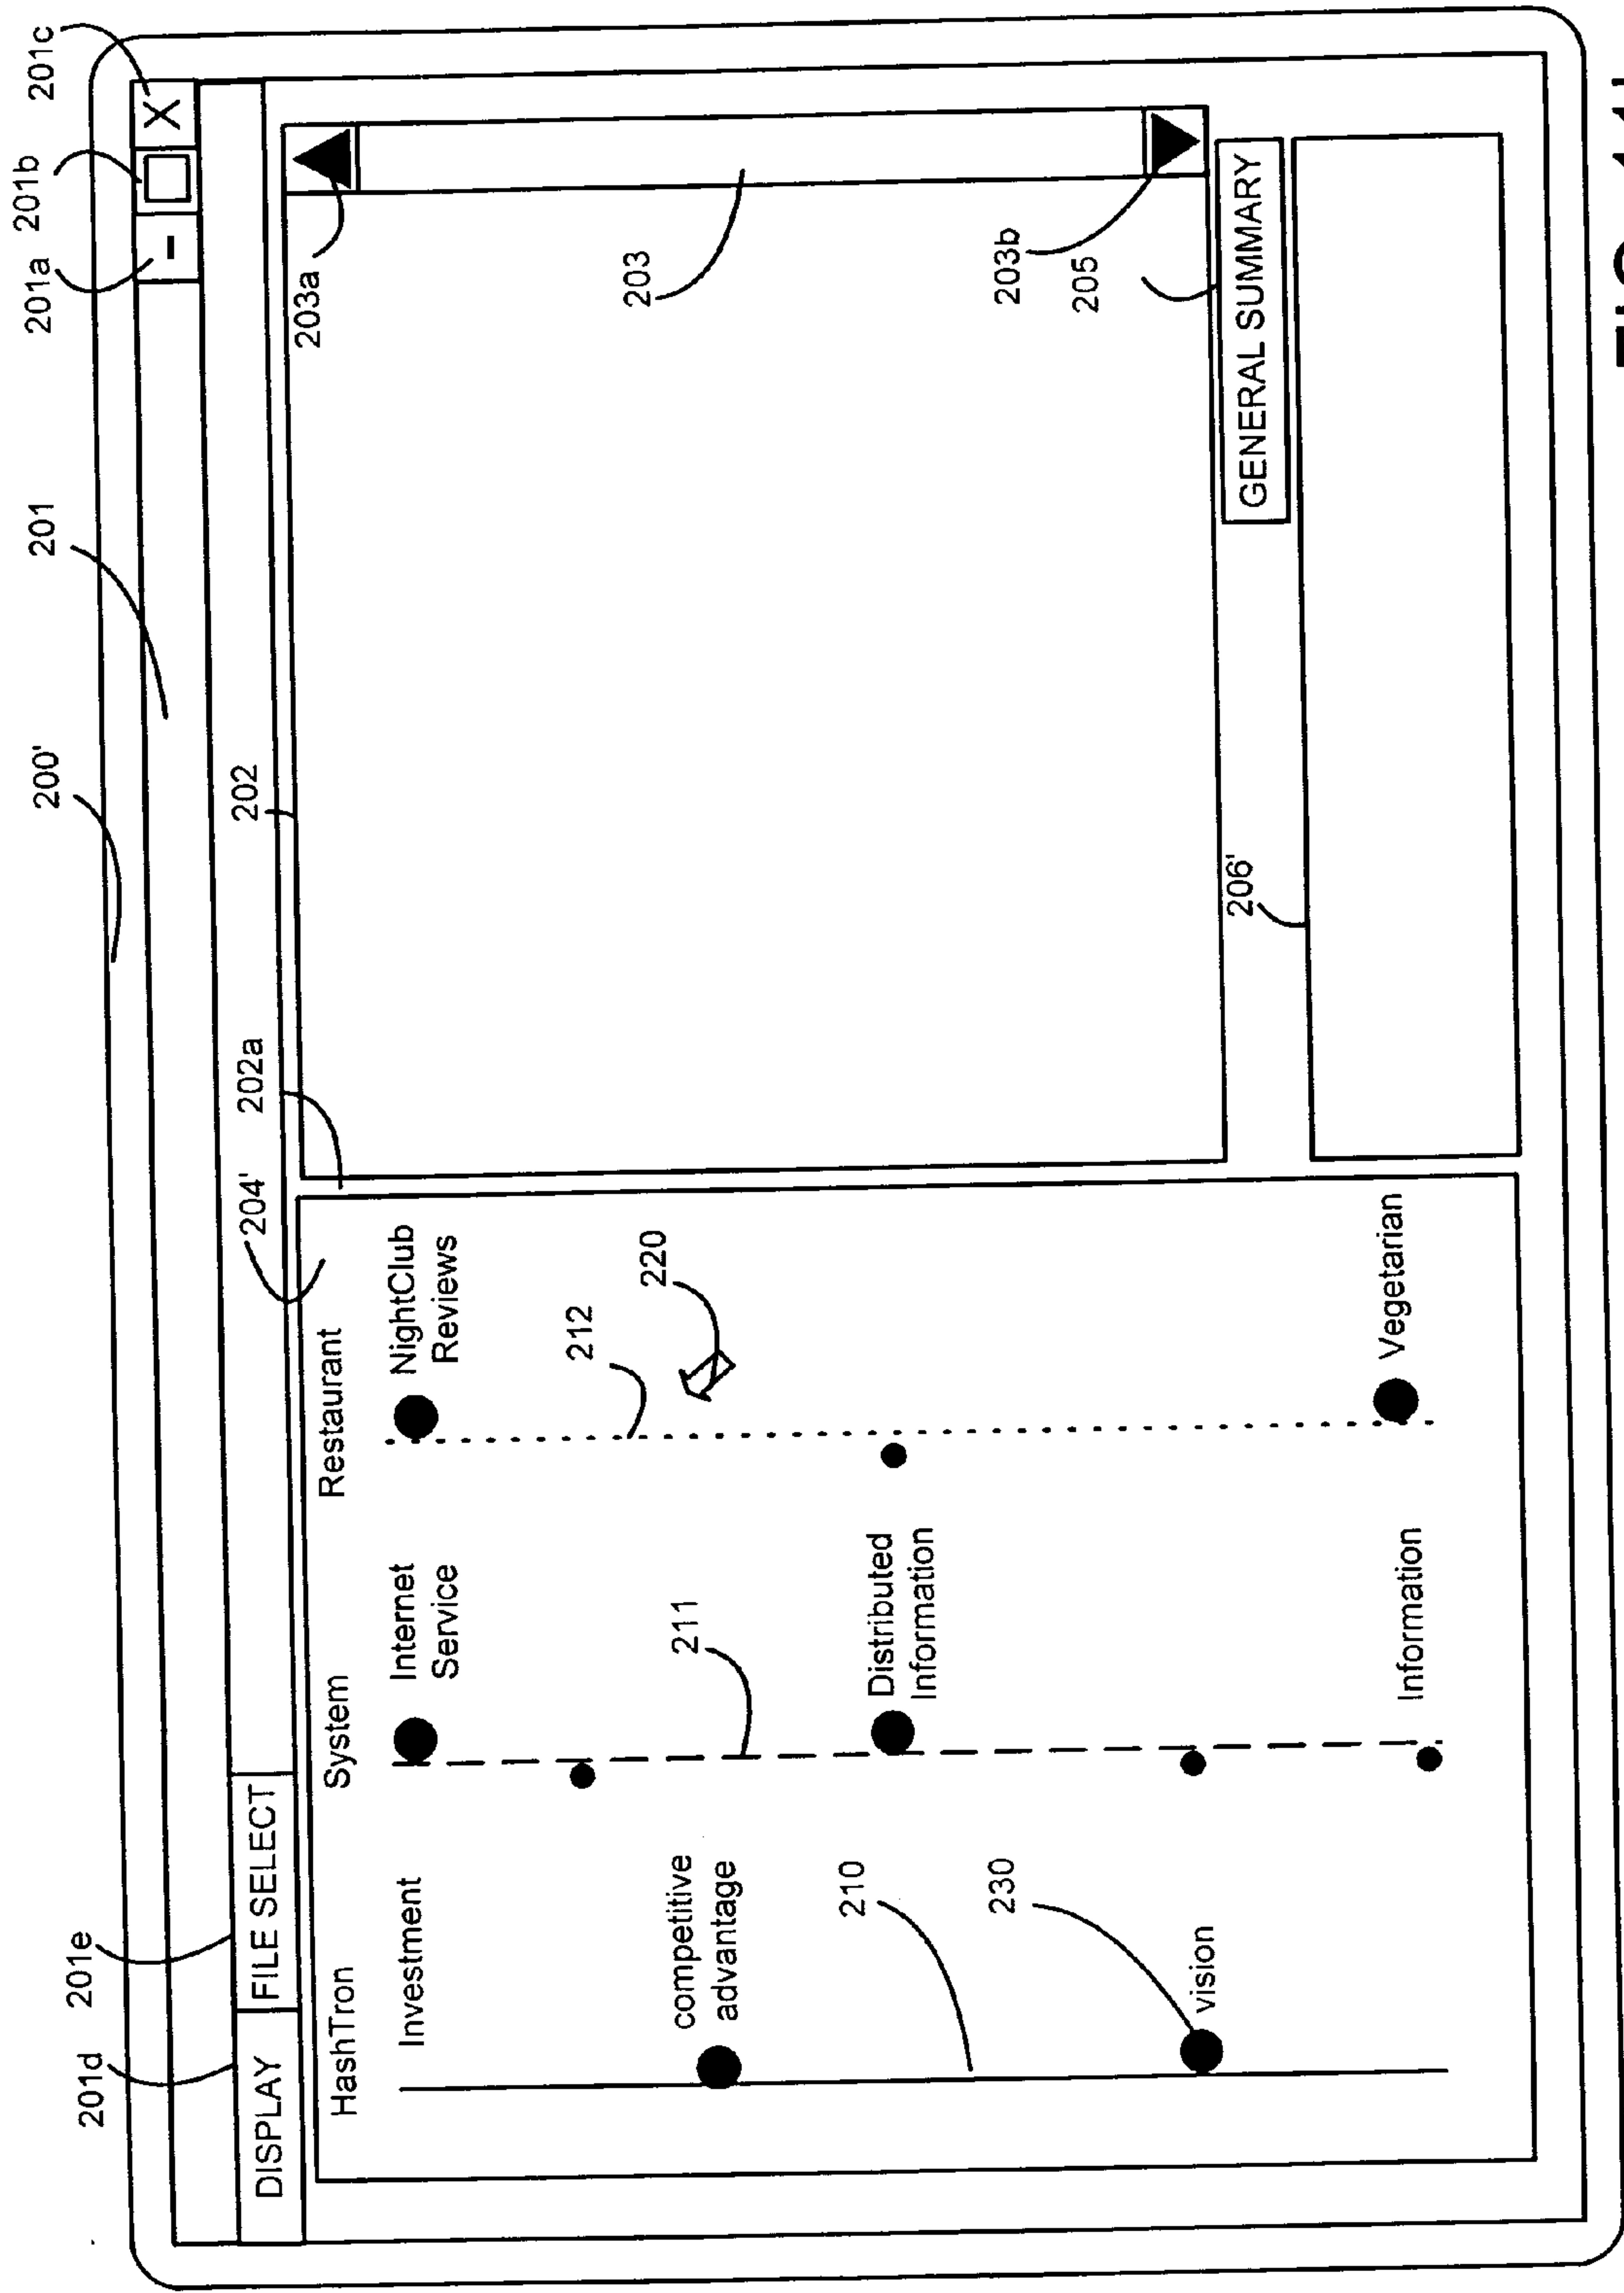 200'
201
201a
201b
201c
201d
201e
DISPLAY
FILE SELECT
204'
202a
202
HashTron
System
Restaurant
203a
Investment
Internet
Service
NightClub
Reviews
212
220
203
competitive
advantage
211
210
Distributed
Information
230
203b
205
vision
Information
Vegetarian
206'
GENERAL SUMMARY